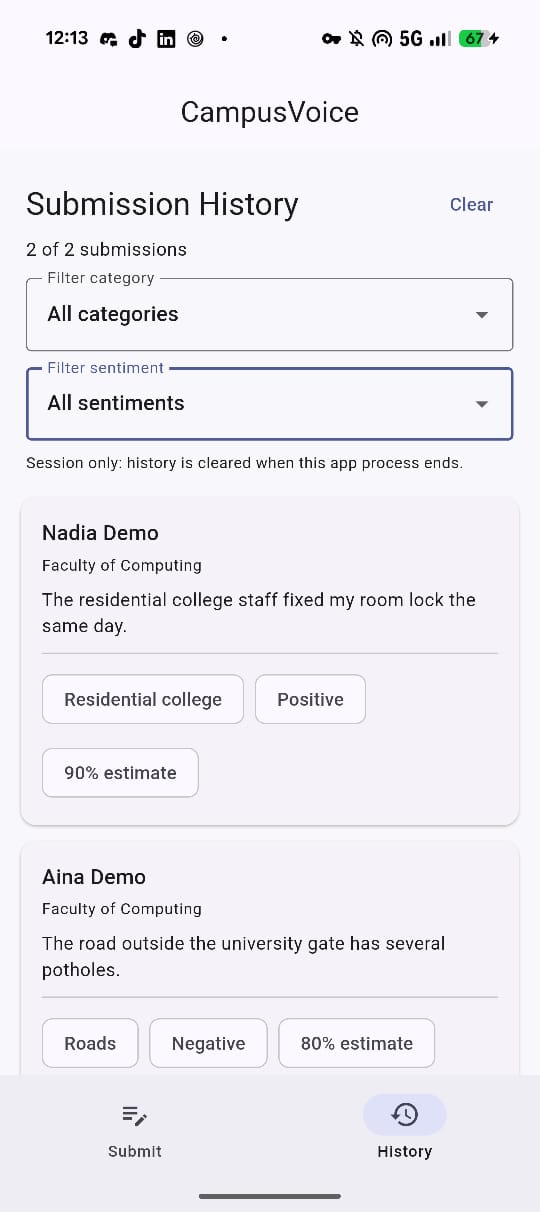 12:13
5G
67
CampusVoice
Submission History
Clear
2 of 2 submissions
Filter category
All categories
Filter sentiment
All sentiments
Session only: history is cleared when this app process ends.
Nadia Demo
Faculty of Computing
The residential college staff fixed my room lock the
same day.
Residential college
Positive
90% estimate
Aina Demo
Faculty of Computing
The road outside the university gate has several
potholes.
Roads
Negative
80% estimate
Submit
History